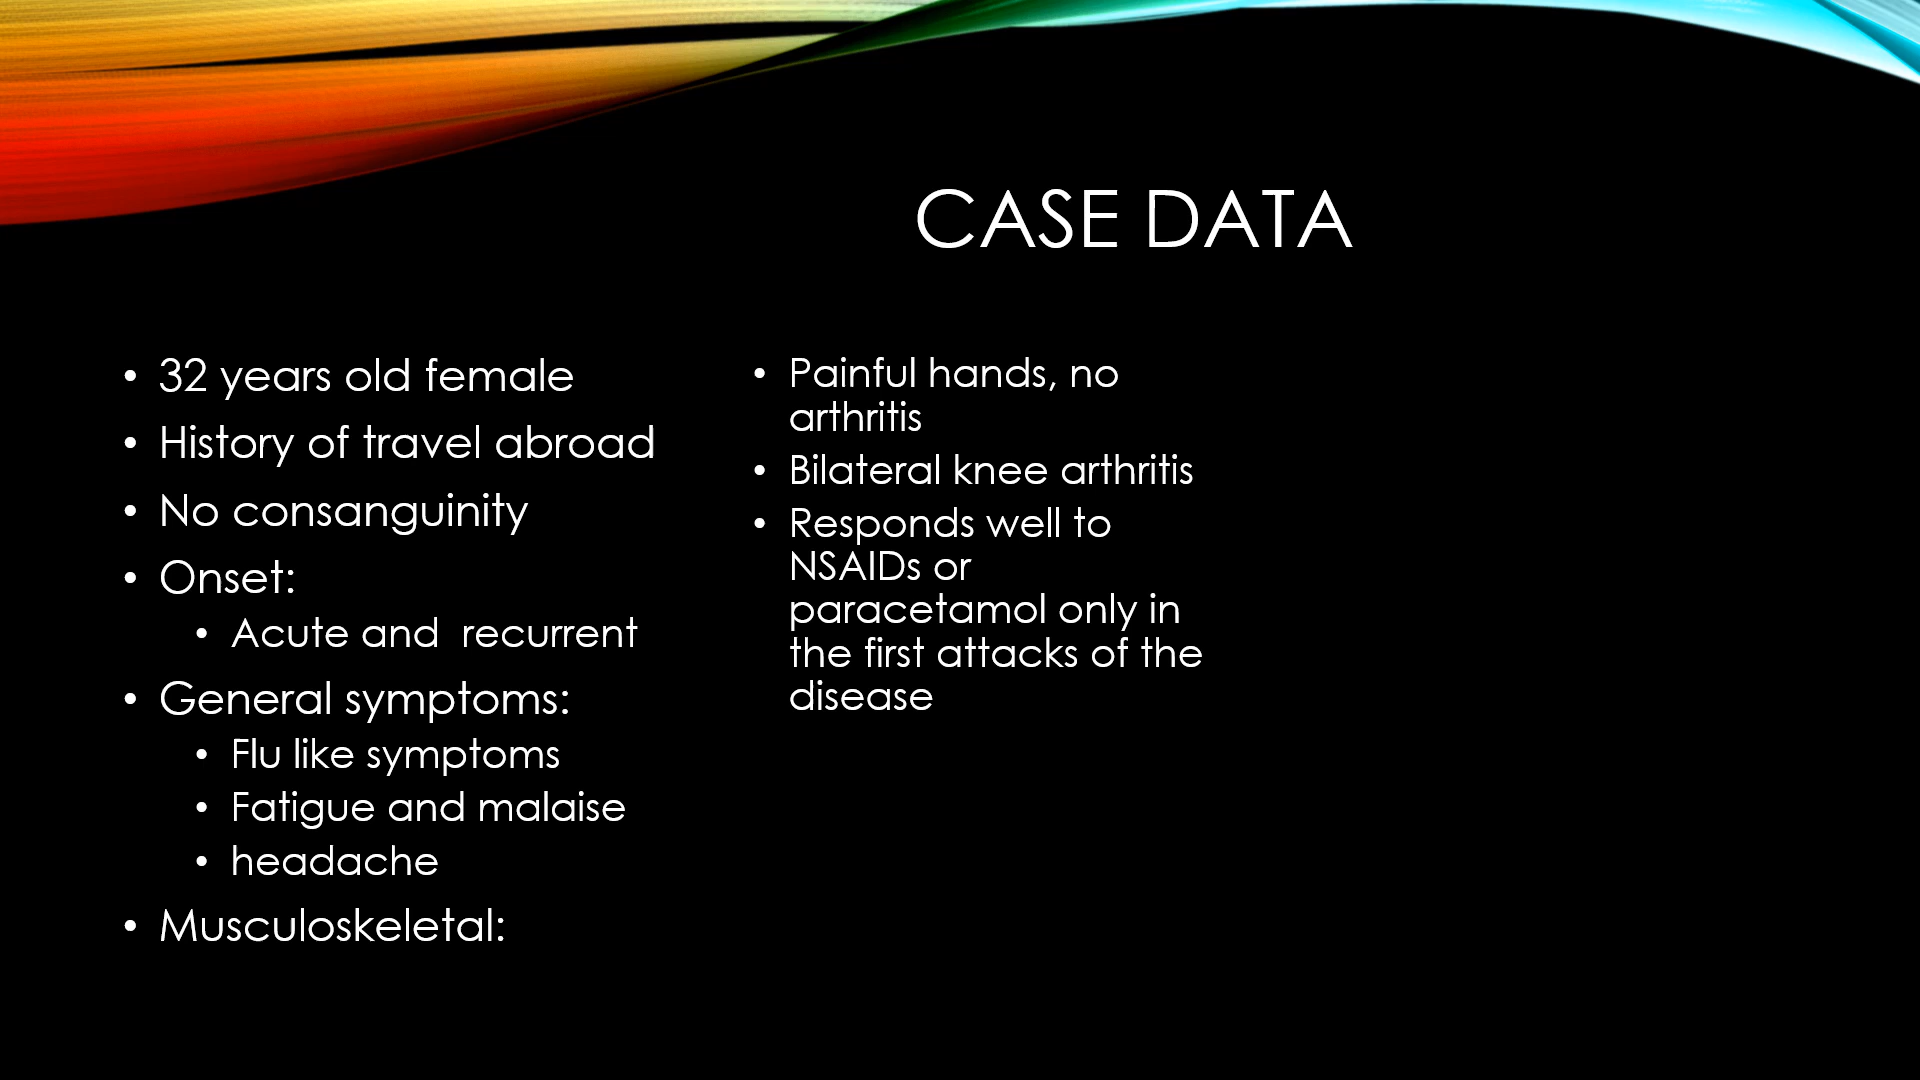 CASE DATA
• 32 years old female
• History of travel abroad
• No consanguinity
• Onset:
• Acute and  recurrent
• General symptoms:
• Flu like symptoms
• Fatigue and malaise
• headache
• Musculoskeletal:
• Painful hands, no
arthritis
• Bilateral knee arthritis
• Responds well to
NSAIDs or
paracetamol only in
the first attacks of the
disease